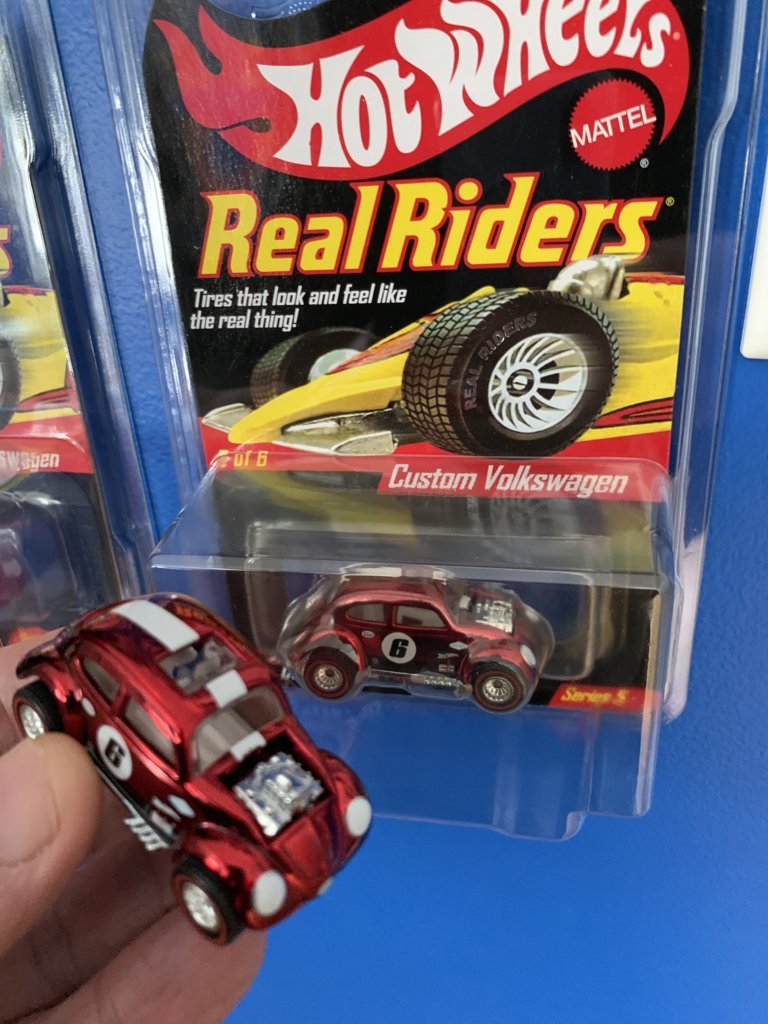 Hot Wheels®
MATTEL®
Real Riders®
Tires that look and feel like
the real thing!
REAL RIDERS
of 6
Custom Volkswagen
6
Series 5
6